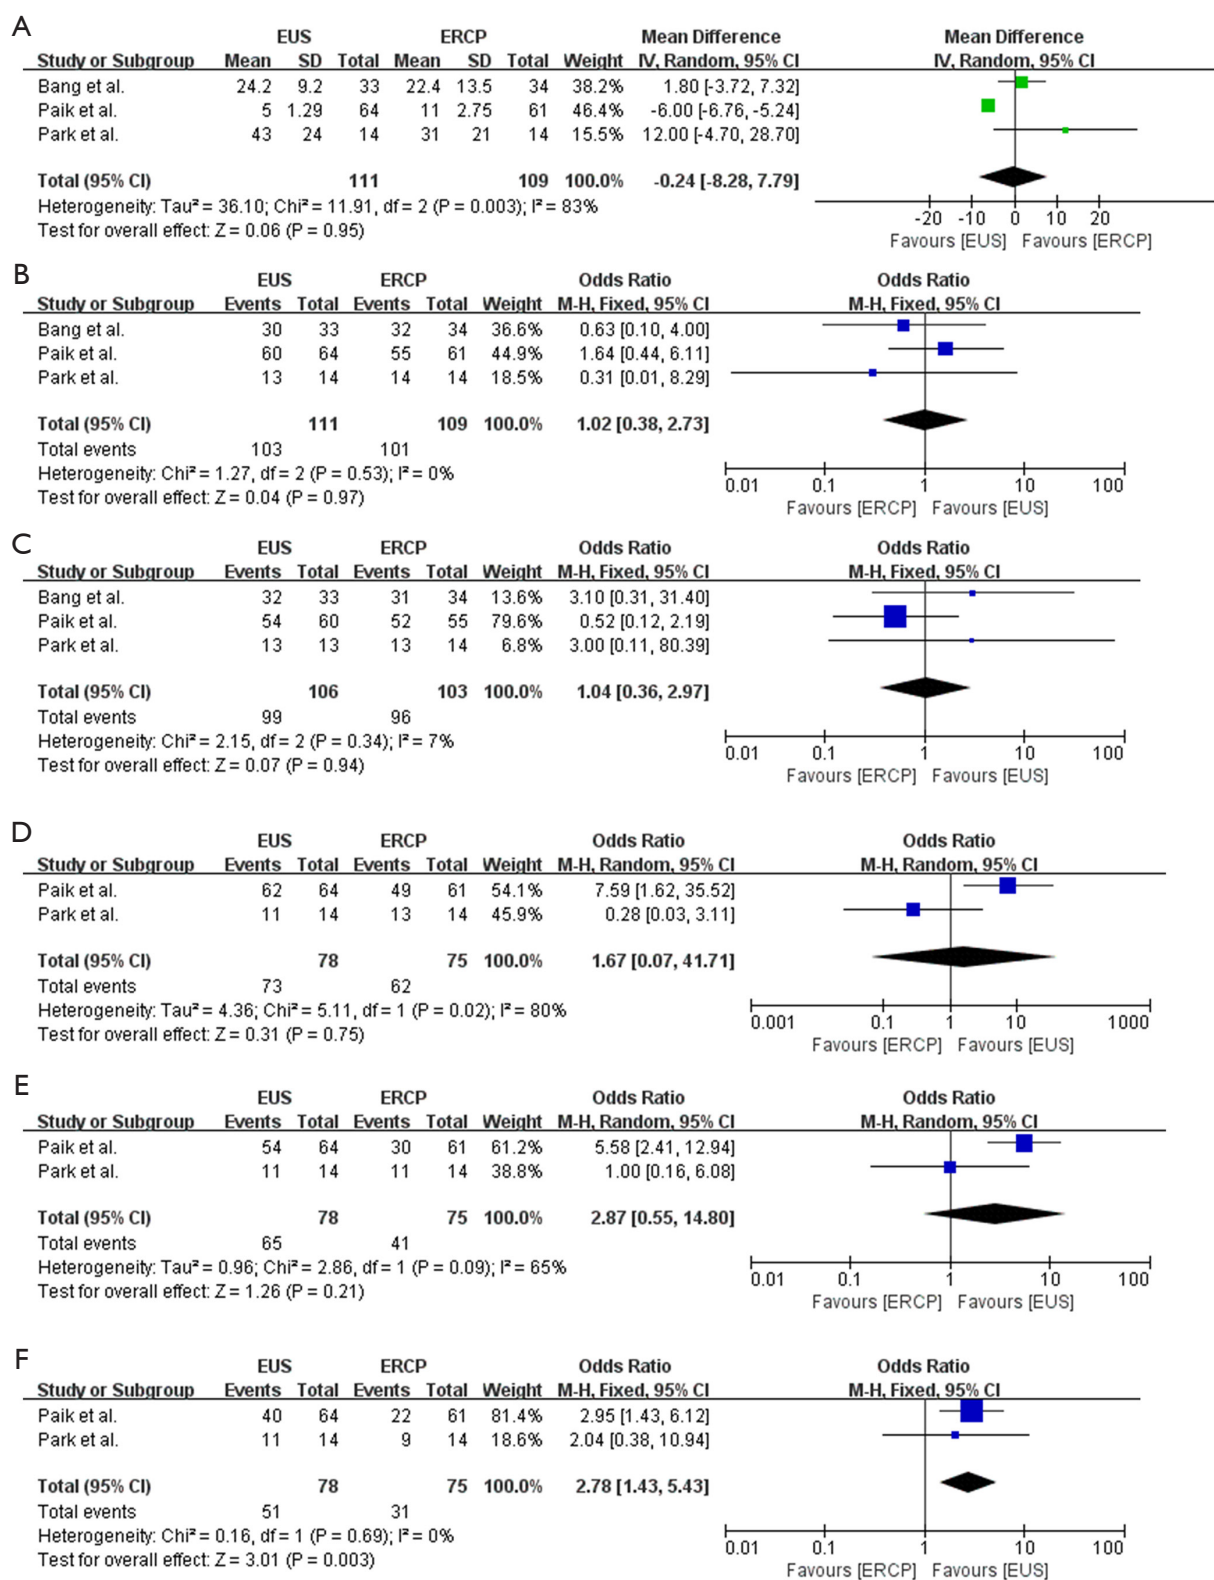 A
EUS ERCP Mean Difference Mean Difference
Study or Subgroup Mean SD Total Mean SD Total Weight IV, Random, 95% CI IV, Random, 95% CI
Bang et al. 24.2 9.2 33 22.4 13.5 34 38.2% 1.80 [-3.72, 7.32]
Paik et al. 5 1.29 64 11 2.75 61 46.4% -6.00 [-6.76, -5.24]
Park et al. 43 24 14 31 21 14 15.5% 12.00 [-4.70, 28.70]
Total (95% CI) 111 109 100.0% -0.24 [-8.28, 7.79]
Heterogeneity: Tau² = 36.10; Chi² = 11.91, df = 2 (P = 0.003); I² = 83%
Test for overall effect: Z = 0.06 (P = 0.95)
-20 -10 0 10 20
Favours [EUS] Favours [ERCP]
B
EUS ERCP Odds Ratio Odds Ratio
Study or Subgroup Events Total Events Total Weight M-H, Fixed, 95% CI M-H, Fixed, 95% CI
Bang et al. 30 33 32 34 36.6% 0.63 [0.10, 4.00]
Paik et al. 60 64 55 61 44.9% 1.64 [0.44, 6.11]
Park et al. 13 14 14 14 18.5% 0.31 [0.01, 8.29]
Total (95% CI) 111 109 100.0% 1.02 [0.38, 2.73]
Total events 103 101
Heterogeneity: Chi² = 1.27, df = 2 (P = 0.53); I² = 0%
Test for overall effect: Z = 0.04 (P = 0.97)
0.01 0.1 1 10 100
Favours [ERCP] Favours [EUS]
C
EUS ERCP Odds Ratio Odds Ratio
Study or Subgroup Events Total Events Total Weight M-H, Fixed, 95% CI M-H, Fixed, 95% CI
Bang et al. 32 33 31 34 13.6% 3.10 [0.31, 31.40]
Paik et al. 54 60 52 55 79.6% 0.52 [0.12, 2.19]
Park et al. 13 13 13 14 6.8% 3.00 [0.11, 80.39]
Total (95% CI) 106 103 100.0% 1.04 [0.36, 2.97]
Total events 99 96
Heterogeneity: Chi² = 2.15, df = 2 (P = 0.34); I² = 7%
Test for overall effect: Z = 0.07 (P = 0.94)
0.01 0.1 1 10 100
Favours [ERCP] Favours [EUS]
D
EUS ERCP Odds Ratio Odds Ratio
Study or Subgroup Events Total Events Total Weight M-H, Random, 95% CI M-H, Random, 95% CI
Paik et al. 62 64 49 61 54.1% 7.59 [1.62, 35.52]
Park et al. 11 14 13 14 45.9% 0.28 [0.03, 3.11]
Total (95% CI) 78 75 100.0% 1.67 [0.07, 41.71]
Total events 73 62
Heterogeneity: Tau² = 4.36; Chi² = 5.11, df = 1 (P = 0.02); I² = 80%
Test for overall effect: Z = 0.31 (P = 0.75)
0.001 0.1 1 10 1000
Favours [ERCP] Favours [EUS]
E
EUS ERCP Odds Ratio Odds Ratio
Study or Subgroup Events Total Events Total Weight M-H, Random, 95% CI M-H, Random, 95% CI
Paik et al. 54 64 30 61 61.2% 5.58 [2.41, 12.94]
Park et al. 11 14 11 14 38.8% 1.00 [0.16, 6.08]
Total (95% CI) 78 75 100.0% 2.87 [0.55, 14.80]
Total events 65 41
Heterogeneity: Tau² = 0.96; Chi² = 2.86, df = 1 (P = 0.09); I² = 65%
Test for overall effect: Z = 1.26 (P = 0.21)
0.01 0.1 1 10 100
Favours [ERCP] Favours [EUS]
F
EUS ERCP Odds Ratio Odds Ratio
Study or Subgroup Events Total Events Total Weight M-H, Fixed, 95% CI M-H, Fixed, 95% CI
Paik et al. 40 64 22 61 81.4% 2.95 [1.43, 6.12]
Park et al. 11 14 9 14 18.6% 2.04 [0.38, 10.94]
Total (95% CI) 78 75 100.0% 2.78 [1.43, 5.43]
Total events 51 31
Heterogeneity: Chi² = 0.16, df = 1 (P = 0.69); I² = 0%
Test for overall effect: Z = 3.01 (P = 0.003)
0.01 0.1 1 10 100
Favours [ERCP] Favours [EUS]